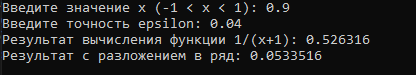 Введите значение x (-1 < x < 1): 0.9
Введите точность epsilon: 0.04
Результат вычисления функции 1/(x+1): 0.526316
Результат с разложением в ряд: 0.0533516